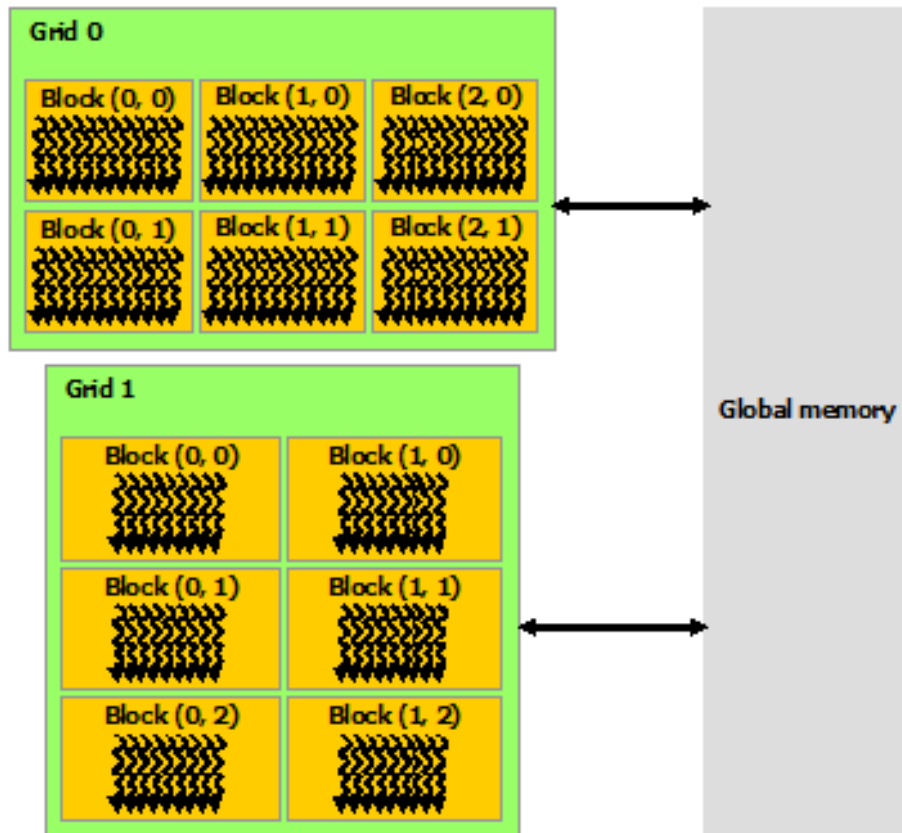 Grid 0
Block (0, 0) Block (1, 0) Block (2, 0)
Block (0, 1) Block (1, 1) Block (2, 1)
Grid 1
Global memory
Block (0, 0) Block (1, 0)
Block (0, 1) Block (1, 1)
Block (0, 2) Block (1, 2)